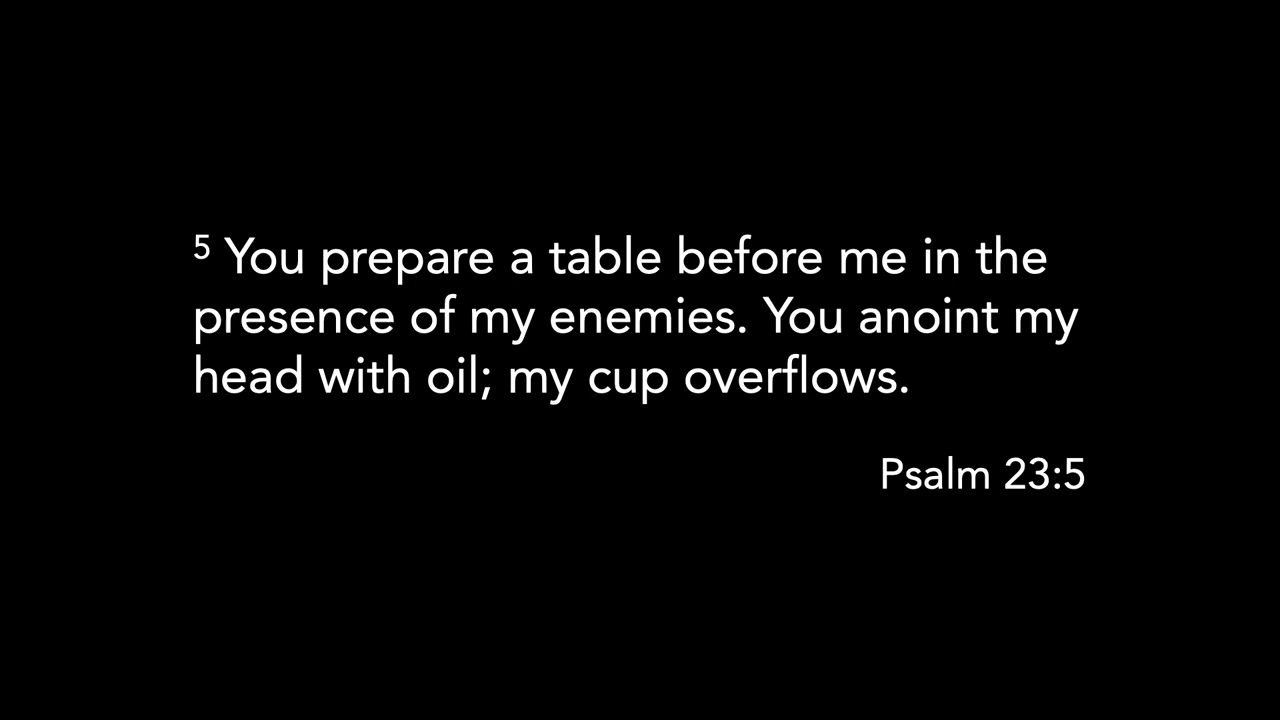 5 You prepare a table before me in the
presence of my enemies. You anoint my
head with oil; my cup overflows.
Psalm 23:5